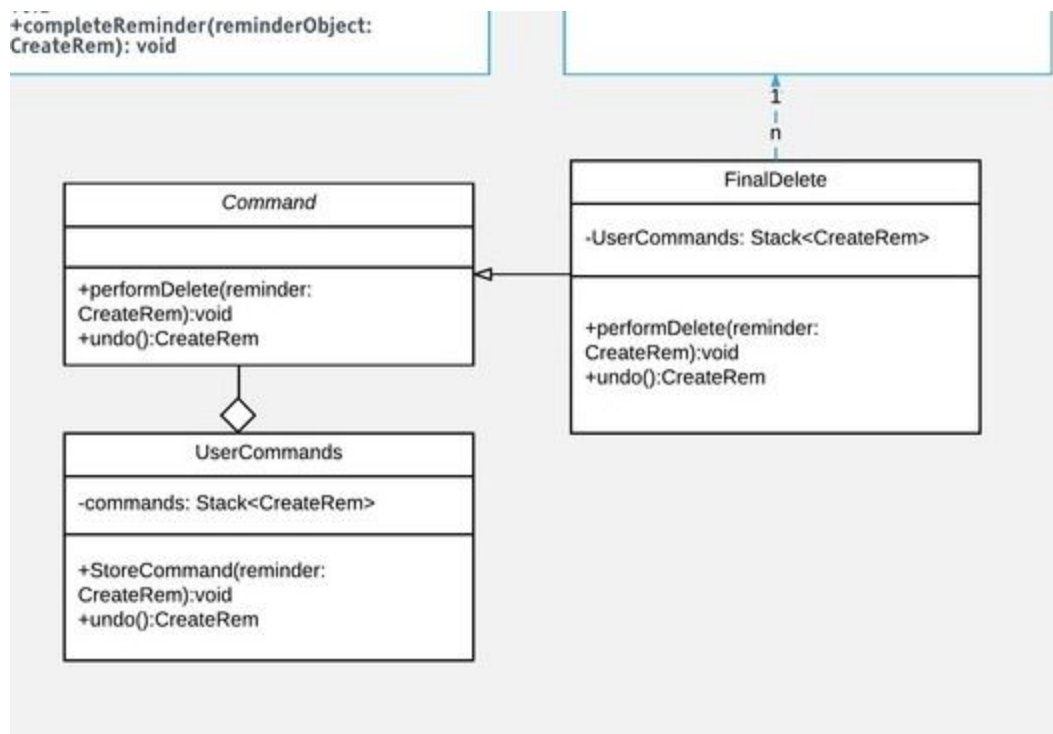 +completeReminder(reminderObject:
CreateRem): void
1
n
FinalDelete
-UserCommands: Stack<CreateRem>
+performDelete(reminder:
CreateRem):void
+undo():CreateRem
Command
+performDelete(reminder:
CreateRem):void
+undo():CreateRem
UserCommands
-commands: Stack<CreateRem>
+StoreCommand(reminder:
CreateRem):void
+undo():CreateRem